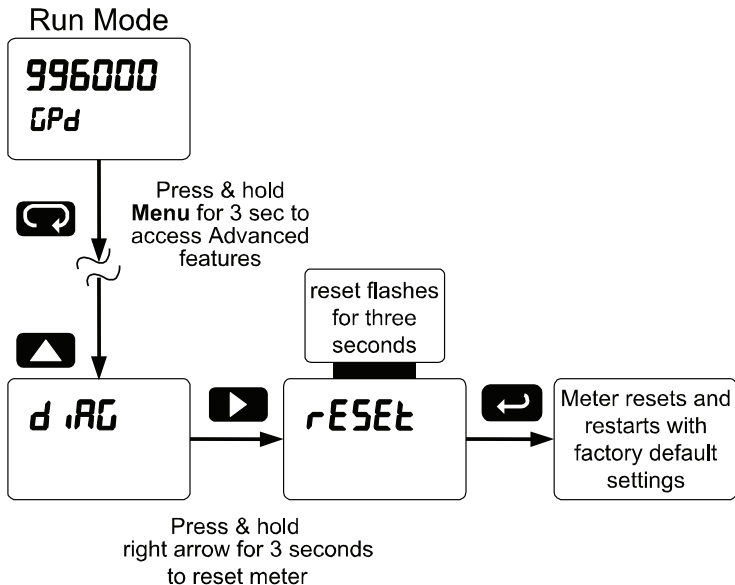 Run Mode
996000
GPd
Press & hold
Menu for 3 sec to
access Advanced
features
reset flashes
for three
seconds
diAG
rESEt
Meter resets and
restarts with
factory default
settings
Press & hold
right arrow for 3 seconds
to reset meter